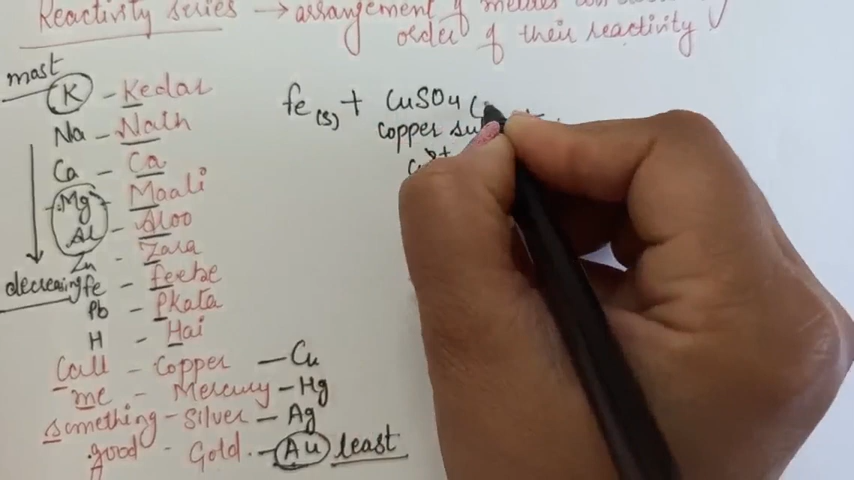 Reactivity series → arrangement of metals
order of their reactivity
most
K - Kedar
Na - Nath
Ca - Ca
Mg - Maali
Al - Aloo
Zn - Zara
decreasing
fe - feebe
Pb - Pkata
H - Hai
Call - Copper - Cu
me - Mercury - Hg
something - Silver - Ag
good - Gold - Au least
fe (s) + CuSO4 (
copper su